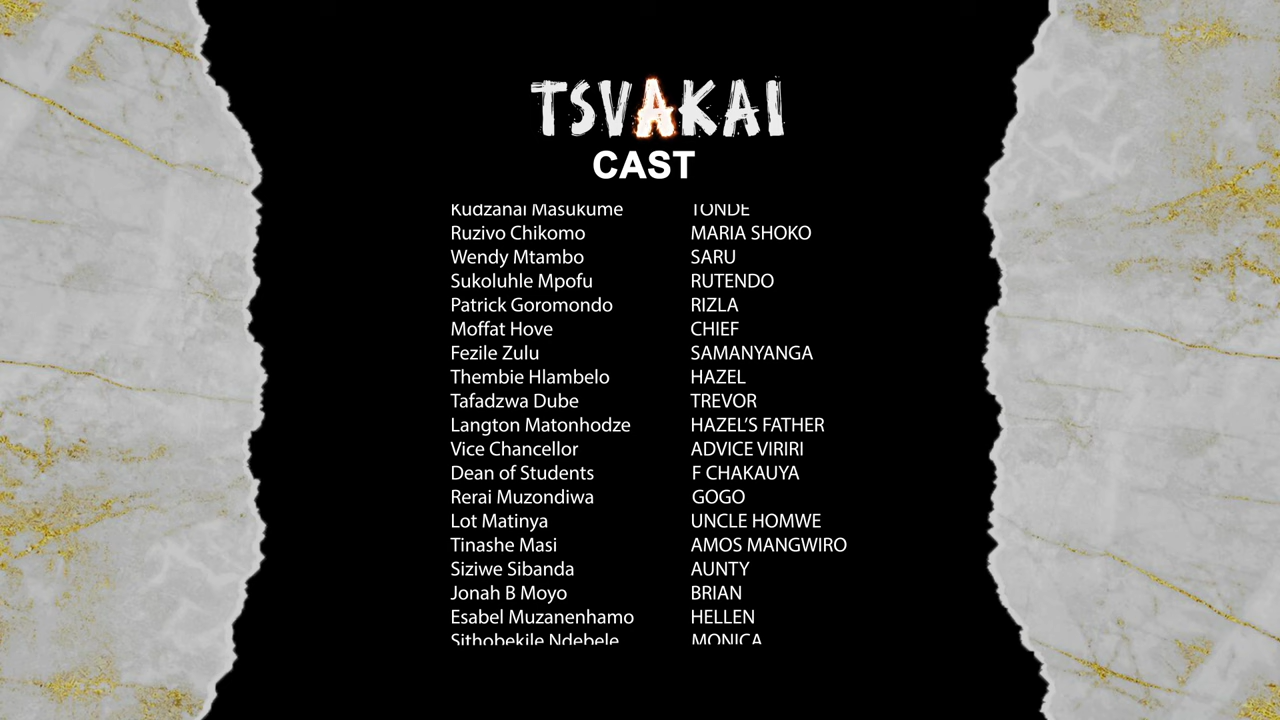 TSVAKAI
CAST
Kudzanai Masukume TONDE
Ruzivo Chikomo MARIA SHOKO
Wendy Mtambo SARU
Sukoluhle Mpofu RUTENDO
Patrick Goromondo RIZLA
Moffat Hove CHIEF
Fezile Zulu SAMANYANGA
Thembie Hlambelo HAZEL
Tafadzwa Dube TREVOR
Langton Matonhodze HAZEL'S FATHER
Vice Chancellor ADVICE VIRIRI
Dean of Students F CHAKAUYA
Rerai Muzondiwa GOGO
Lot Matinya UNCLE HOMWE
Tinashe Masi AMOS MANGWIRO
Siziwe Sibanda AUNTY
Jonah B Moyo BRIAN
Esabel Muzanenhamo HELLEN
Sithobekile Ndebele MONICA